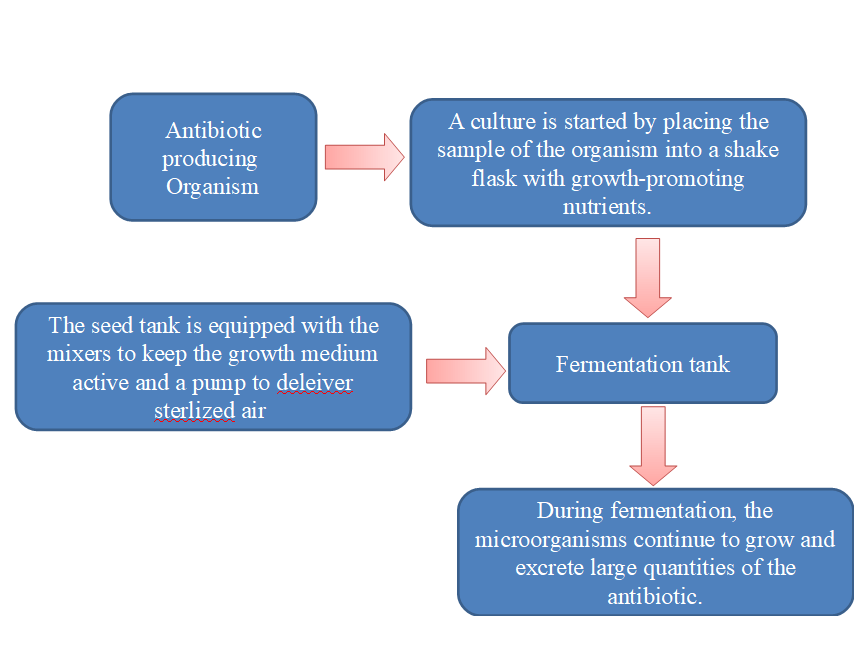 Antibiotic
producing
Organism
A culture is started by placing the
sample of the organism into a shake
flask with growth-promoting
nutrients.
The seed tank is equipped with the
mixers to keep the growth medium
active and a pump to deleiver
sterlized air
Fermentation tank
During fermentation, the
microorganisms continue to grow and
excrete large quantities of the
antibiotic.